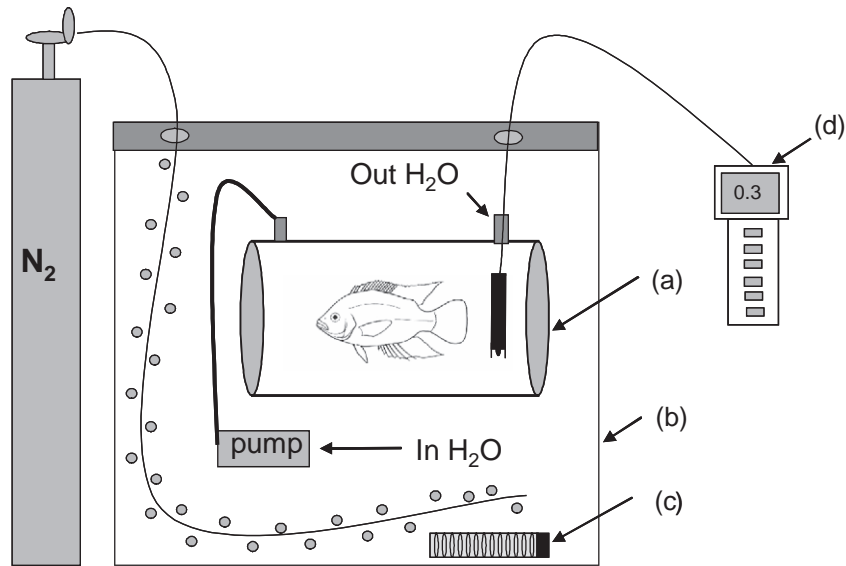 (d)
Out H₂O
0.3
N₂
(a)
(b)
pump
In H₂O
(c)